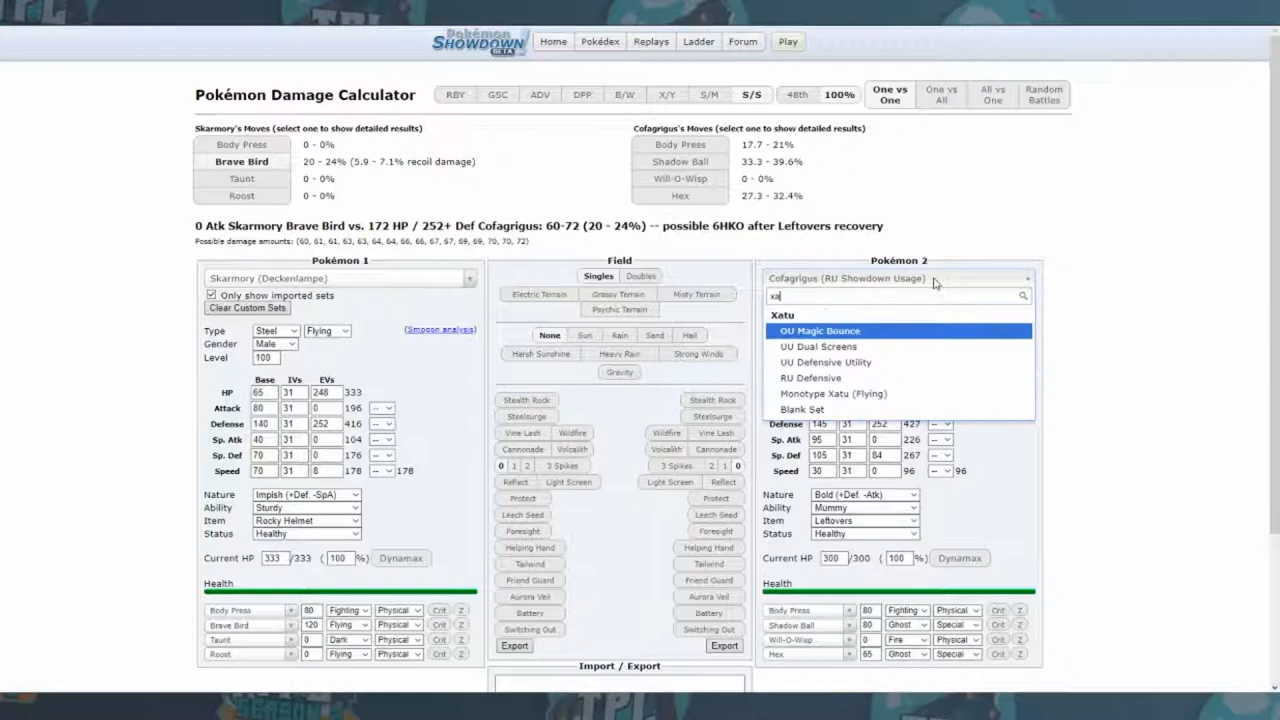 Pokémon
SHOWDOWN
BETA
Home Pokédex Replays Ladder Forum Play
Pokémon Damage Calculator
RBY GSC ADV DPP B/W X/Y S/M S/S 48th 100% One vs One One vs All All vs One Random Battles
Skarmory's Moves (select one to show detailed results)
Body Press 0 - 0%
Brave Bird 20 - 24% (5.9 - 7.1% recoil damage)
Taunt 0 - 0%
Roost 0 - 0%
Cofagrigus's Moves (select one to show detailed results)
Body Press 17.7 - 21%
Shadow Ball 33.3 - 39.6%
Will-O-Wisp 0 - 0%
Hex 27.3 - 32.4%
0 Atk Skarmory Brave Bird vs. 172 HP / 252+ Def Cofagrigus: 60-72 (20 - 24%) -- possible 6HKO after Leftovers recovery
Possible damage amounts: (60, 61, 61, 63, 63, 64, 64, 66, 66, 67, 67, 69, 69, 70, 70, 72)
Pokémon 1
Skarmory (Deckenlampe)
Only show imported sets
Clear Custom Sets
Type Steel Flying (Smogon analysis)
Gender Male
Level 100
Base IVs EVs
HP 65 31 248 333
Attack 80 31 0 196 --
Defense 140 31 252 416 --
Sp. Atk 40 31 0 104 --
Sp. Def 70 31 0 176 --
Speed 70 31 8 178 -- 178
Nature Impish (+Def, -SpA)
Ability Sturdy
Item Rocky Helmet
Status Healthy
Current HP 333 /333 ( 100 %) Dynamax
Health
Body Press 80 Fighting Physical Crit Z
Brave Bird 120 Flying Physical Crit Z
Taunt 0 Dark Physical Crit Z
Roost 0 Flying Physical Crit Z
Field
Singles Doubles
Electric Terrain Grassy Terrain Misty Terrain
Psychic Terrain
None Sun Rain Sand Hail
Harsh Sunshine Heavy Rain Strong Winds
Gravity
Stealth Rock Stealth Rock
Steelsurge Steelsurge
Vine Lash Wildfire Wildfire Vine Lash
Cannonade Volcalith Volcalith Cannonade
0 1 2 3 Spikes 3 Spikes 2 1 0
Reflect Light Screen Light Screen Reflect
Protect Protect
Leech Seed Leech Seed
Foresight Foresight
Helping Hand Helping Hand
Tailwind Tailwind
Friend Guard Friend Guard
Aurora Veil Aurora Veil
Battery Battery
Switching Out Switching Out
Export Export
Import / Export
Pokémon 2
Cofagrigus (RU Showdown Usage)
xa
Xatu
OU Magic Bounce
UU Dual Screens
UU Defensive Utility
RU Defensive
Monotype Xatu (Flying)
Blank Set
Defense 145 31 252 427 --
Sp. Atk 95 31 0 226 --
Sp. Def 105 31 84 267 --
Speed 30 31 0 96 -- 96
Nature Bold (+Def, -Atk)
Ability Mummy
Item Leftovers
Status Healthy
Current HP 300 /300 ( 100 %) Dynamax
Health
Body Press 80 Fighting Physical Crit Z
Shadow Ball 80 Ghost Special Crit Z
Will-O-Wisp 0 Fire Physical Crit Z
Hex 65 Ghost Special Crit Z
TPL
TPL